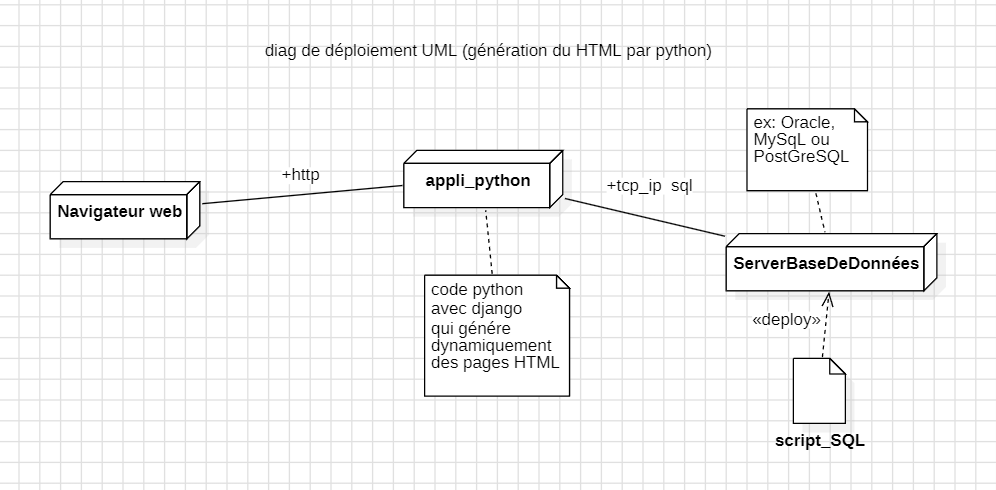 diag de déploiement UML (génération du HTML par python)
ex: Oracle,
MySqL ou
PostGreSQL
+http
appli_python
+tcp_ip  sql
Navigateur web
ServerBaseDeDonnées
code python
avec django
qui génére
dynamiquement
des pages HTML
«deploy»
script_SQL